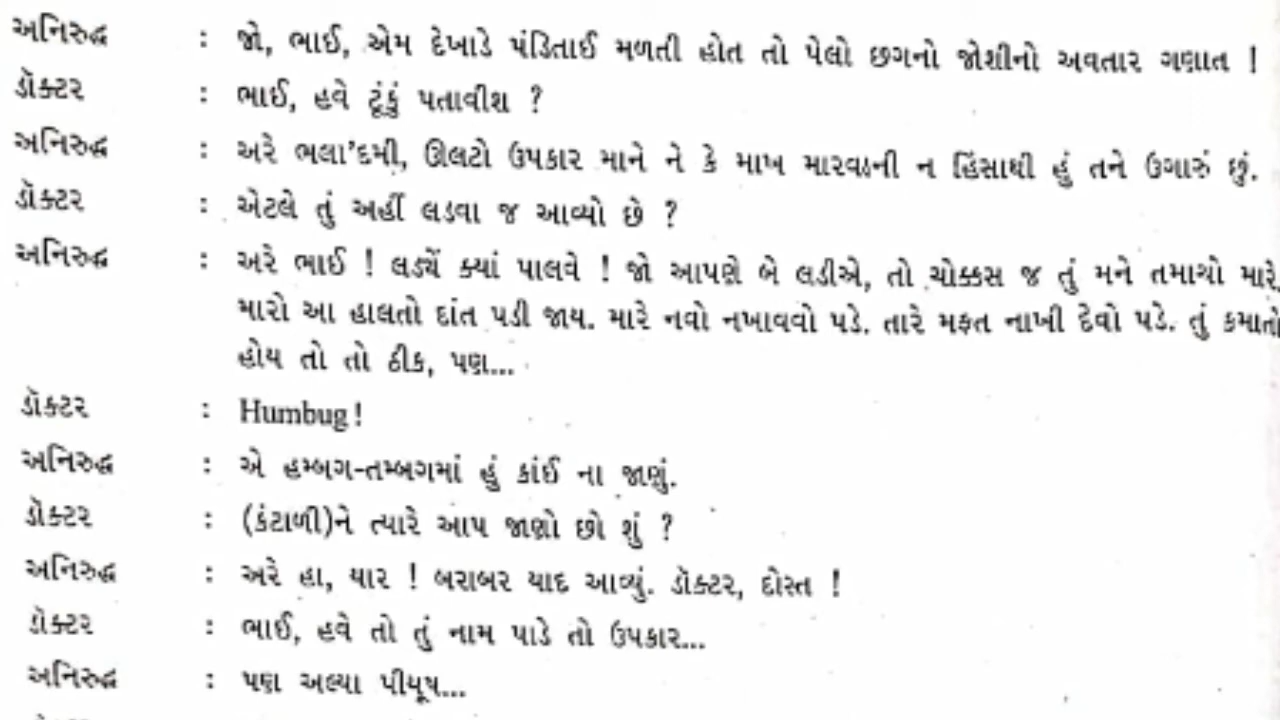 અનિરુદ્ધ : જો, ભાઈ, એમ દેખાડે પંડિતાઈ મળતી હોત તો પેલો છગનો જોશીનો અવતાર ગણાત !
ડૉક્ટર : ભાઈ, હવે ટૂંકું પતાવીશ ?
અનિરુદ્ધ : અરે ભલા'દમી, ઊલટો ઉપકાર માને ને કે માખ મારવાની ન હિંસાથી હું તને ઉગારું છું.
ડૉક્ટર : એટલે તું અહીં લડવા જ આવ્યો છે ?
અનિરુદ્ધ : અરે ભાઈ ! લડ્યેં ક્યાં પાલવે ! જો આપણે બે લડીએ, તો ચોક્કસ જ તું મને તમાચો મારે.
મારો આ હાલતો દાંત પડી જાય. મારે નવો નખાવવો પડે. તારે મફત નાખી દેવો પડે. તું કમાતો
હોય તો તો ઠીક, પણ...
ડૉક્ટર : Humbug!
અનિરુદ્ધ : એ હમ્બગ-તમ્બગમાં હું કાંઈ ના જાણું.
ડૉક્ટર : (કંટાળી)ને ત્યારે આપ જાણો છો શું ?
અનિરુદ્ધ : અરે હા, યાર ! બરાબર યાદ આવ્યું. ડૉક્ટર, દોસ્ત !
ડૉક્ટર : ભાઈ, હવે તો તું નામ પાડે તો ઉપકાર...
અનિરુદ્ધ : પણ અલ્યા પીયૂષ...